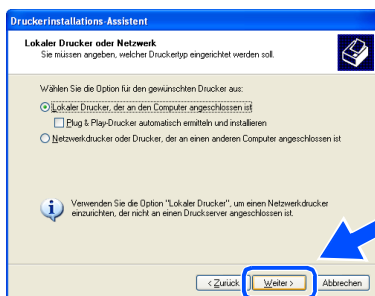 Druckerinstallations-Assistent
Lokaler Drucker oder Netzwerk
Sie müssen angeben, welcher Druckertyp eingerichtet werden soll.
Wählen Sie die Option für den gewünschten Drucker aus:
Lokaler Drucker, der an den Computer angeschlossen ist
Plug & Play-Drucker automatisch ermitteln und installieren
Netzwerkdrucker oder Drucker, der an einen anderen Computer angeschlossen ist
Verwenden Sie die Option "Lokaler Drucker", um einen Netzwerkdrucker
einzurichten, der nicht an einen Druckserver angeschlossen ist.
< Zurück Weiter > Abbrechen